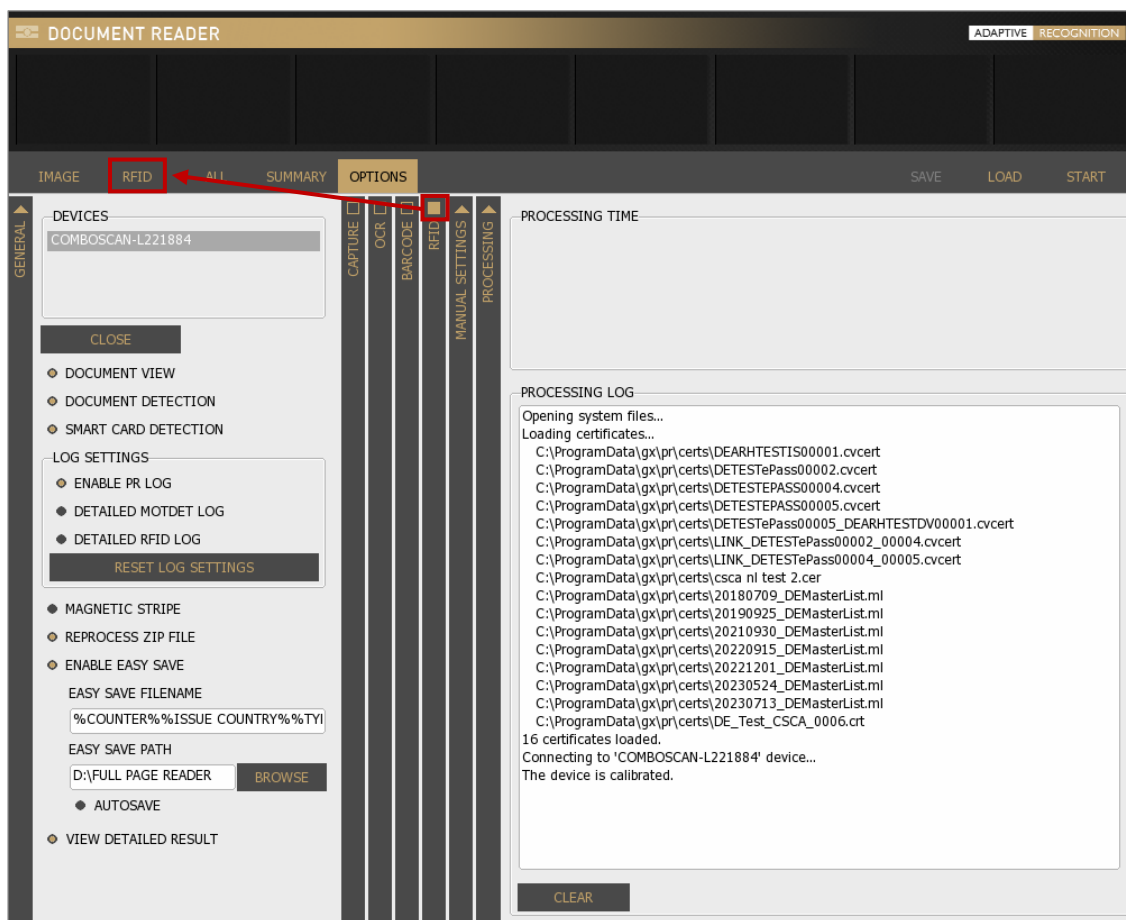 DOCUMENT READER
ADAPTIVE RECOGNITION
IMAGE RFID ALL SUMMARY OPTIONS SAVE LOAD START
GENERAL
DEVICES
COMBOSCAN-L221884
CLOSE
DOCUMENT VIEW
DOCUMENT DETECTION
SMART CARD DETECTION
LOG SETTINGS
ENABLE PR LOG
DETAILED MOTDET LOG
DETAILED RFID LOG
RESET LOG SETTINGS
MAGNETIC STRIPE
REPROCESS ZIP FILE
ENABLE EASY SAVE
EASY SAVE FILENAME
%COUNTER%%ISSUE COUNTRY%%TYI
EASY SAVE PATH
D:\FULL PAGE READER BROWSE
AUTOSAVE
VIEW DETAILED RESULT
CAPTURE
OCR
BARCODE
RFID
MANUAL SETTINGS
PROCESSING
PROCESSING TIME
PROCESSING LOG
Opening system files...
Loading certificates...
C:\ProgramData\gx\pr\certs\DEARHTESTIS00001.cvcert
C:\ProgramData\gx\pr\certs\DETESTePass00002.cvcert
C:\ProgramData\gx\pr\certs\DETESTEPASS00004.cvcert
C:\ProgramData\gx\pr\certs\DETESTEPASS00005.cvcert
C:\ProgramData\gx\pr\certs\DETESTePass00005_DEARHTESTDV00001.cvcert
C:\ProgramData\gx\pr\certs\LINK_DETESTePass00002_00004.cvcert
C:\ProgramData\gx\pr\certs\LINK_DETESTePass00004_00005.cvcert
C:\ProgramData\gx\pr\certs\csca nl test 2.cer
C:\ProgramData\gx\pr\certs\20180709_DEMasterList.ml
C:\ProgramData\gx\pr\certs\20190925_DEMasterList.ml
C:\ProgramData\gx\pr\certs\20210930_DEMasterList.ml
C:\ProgramData\gx\pr\certs\20220915_DEMasterList.ml
C:\ProgramData\gx\pr\certs\20221201_DEMasterList.ml
C:\ProgramData\gx\pr\certs\20230524_DEMasterList.ml
C:\ProgramData\gx\pr\certs\20230713_DEMasterList.ml
C:\ProgramData\gx\pr\certs\DE_Test_CSCA_0006.crt
16 certificates loaded.
Connecting to 'COMBOSCAN-L221884' device...
The device is calibrated.
CLEAR